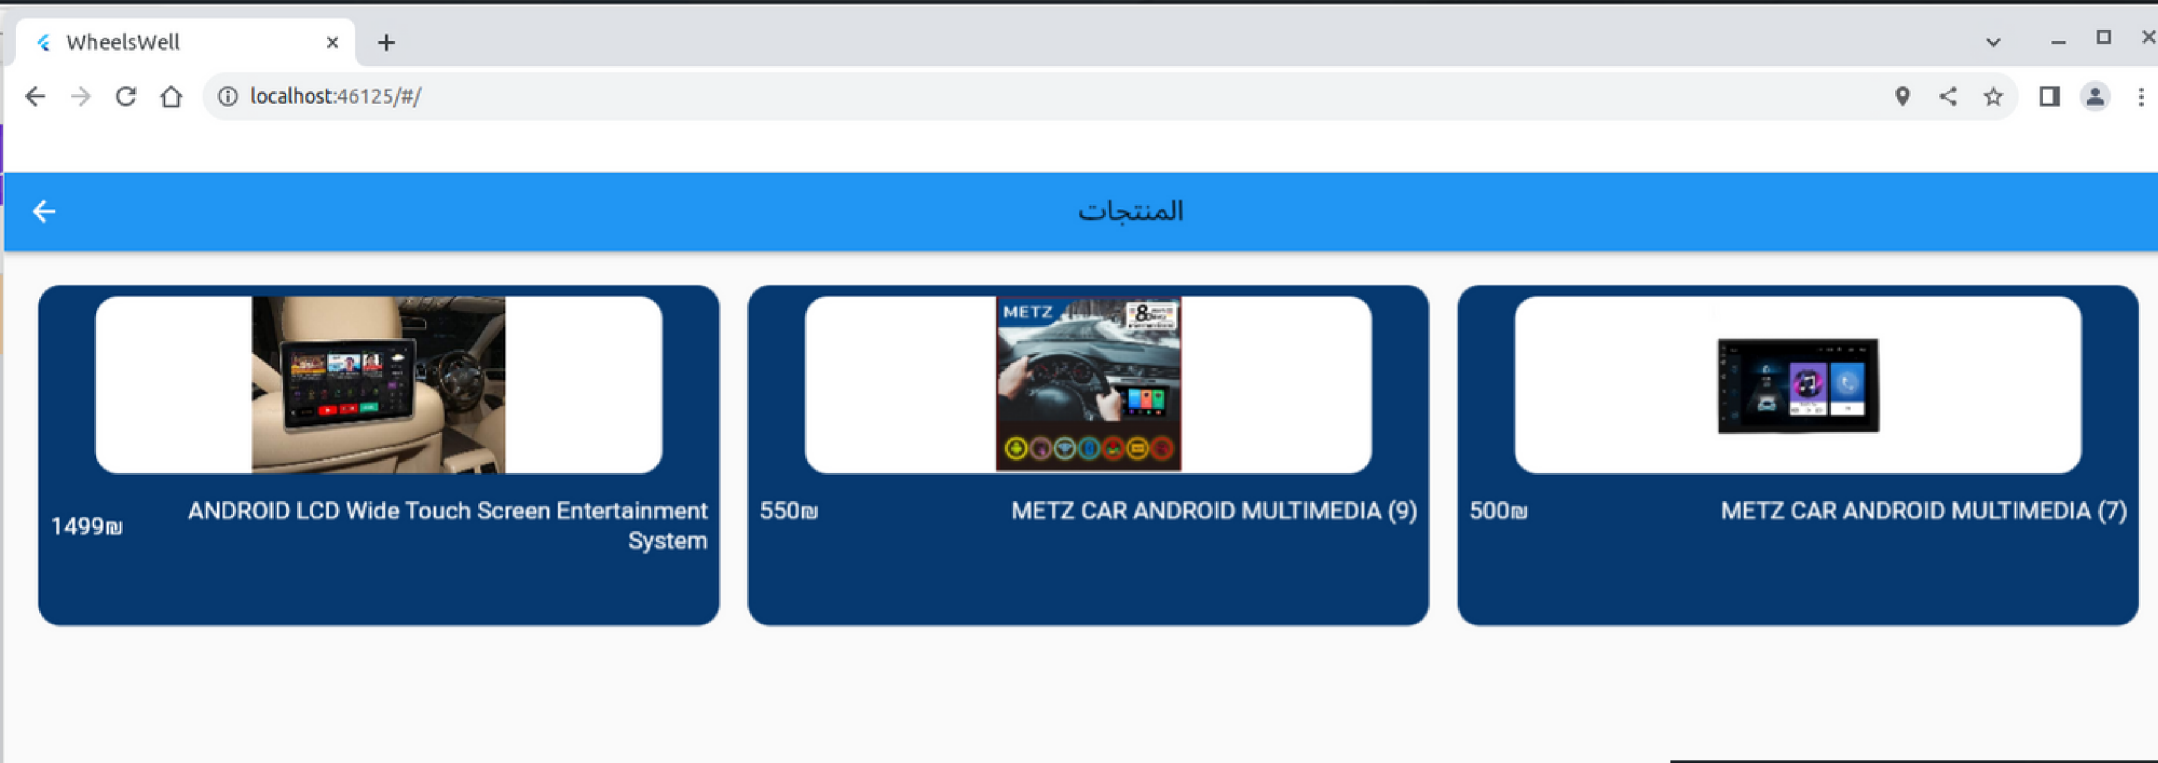 WheelsWell
localhost:46125/#/
المنتجات
METZ
8
1499₪
ANDROID LCD Wide Touch Screen Entertainment
System
550₪
METZ CAR ANDROID MULTIMEDIA (9)
500₪
METZ CAR ANDROID MULTIMEDIA (7)